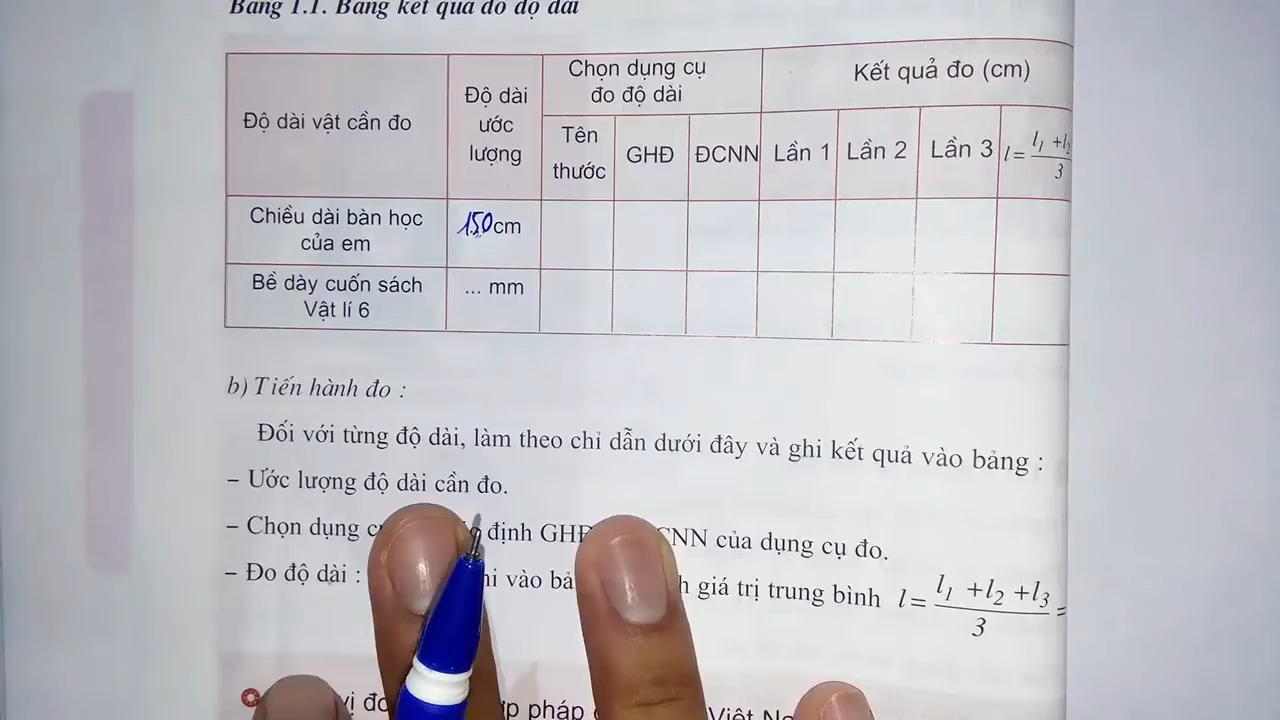 Bảng 1.1. Bảng kết quả đo độ dài
Độ dài vật cần đo
Độ dài
ước
lượng
Chọn dụng cụ
đo độ dài
Kết quả đo (cm)
Tên
thước
GHĐ
ĐCNN
Lần 1
Lần 2
Lần 3
l = l1 + l2
3
Chiều dài bàn học
của em
150cm
Bề dày cuốn sách
Vật lí 6
... mm
b) Tiến hành đo :
Đối với từng độ dài, làm theo chỉ dẫn dưới đây và ghi kết quả vào bảng :
– Ước lượng độ dài cần đo.
– Chọn dụng định của dụng cụ đo.
– Đo độ dài : vào giá trị trung bình l = l1 + l2 + l3
3 =
pháp
Việt